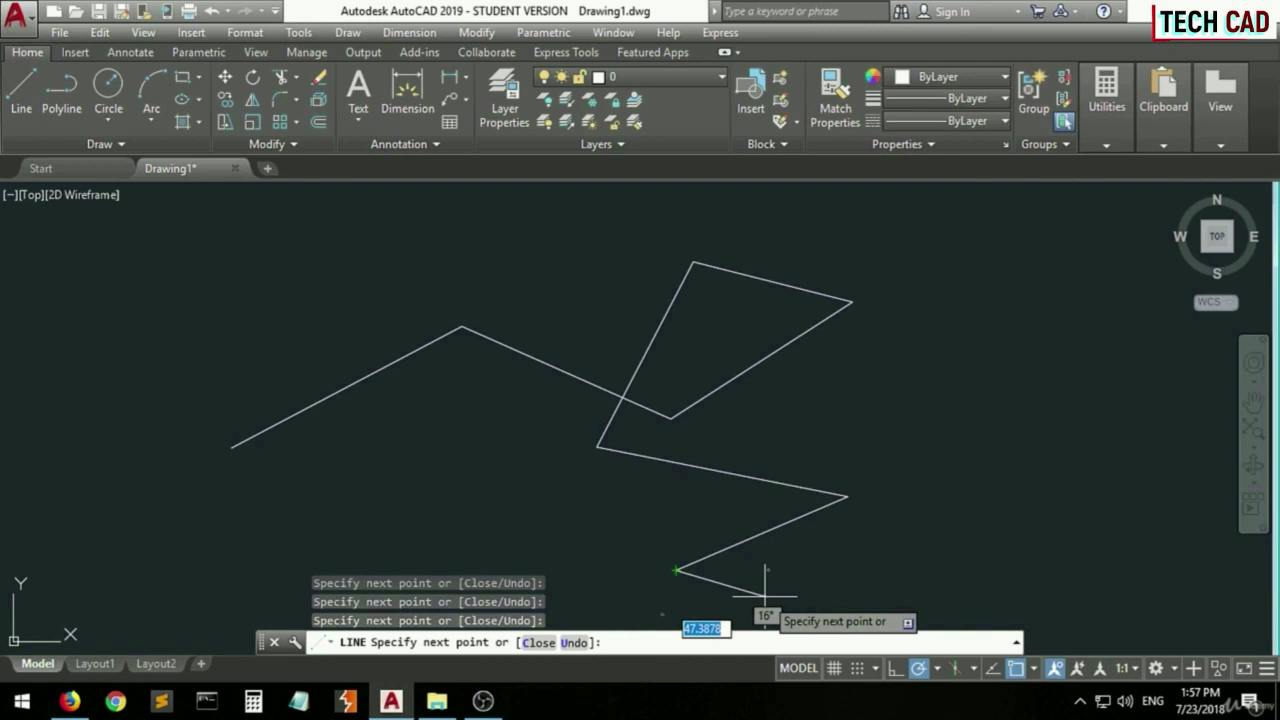 Autodesk AutoCAD 2019 - STUDENT VERSION Drawing1.dwg
Type a keyword or phrase
Sign In
TECH CAD
File Edit View Insert Format Tools Draw Dimension Modify Parametric Window Help Express
Home Insert Annotate Parametric View Manage Output Add-ins Collaborate Express Tools Featured Apps
Line Polyline Circle Arc
Text Dimension
Layer Properties
0
Insert
Match Properties
ByLayer
ByLayer
ByLayer
Group
Utilities
Clipboard
View
Draw Modify Annotation Layers Block Properties Groups
Start Drawing1*
[−][Top][2D Wireframe]
N
W TOP E
S
WCS
Y
X
Specify next point or [Close/Undo]:
Specify next point or [Close/Undo]:
Specify next point or [Close/Undo]:
16°
Specify next point or
47.3878
LINE Specify next point or [Close Undo]:
Model Layout1 Layout2
MODEL
1:1
ENG
1:57 PM
7/23/2018